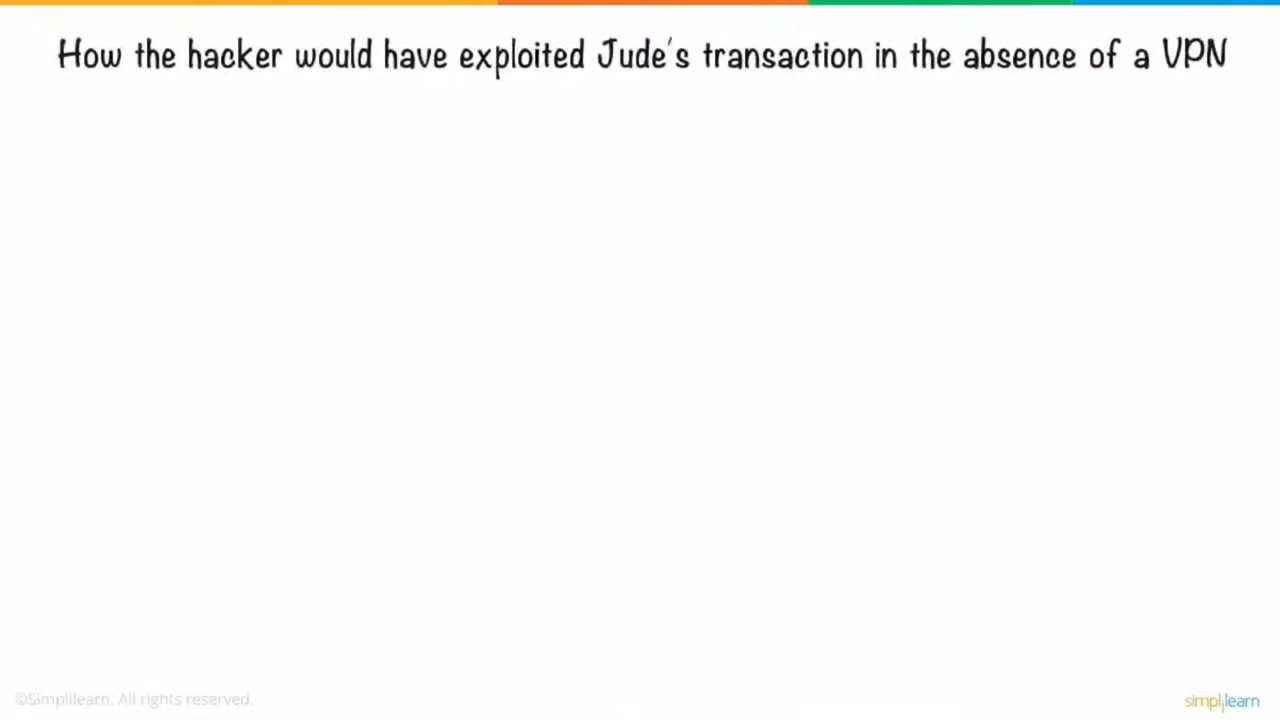 How the hacker would have exploited Jude's transaction in the absence of a VPN
©Simplilearn. All rights reserved.
simplilearn